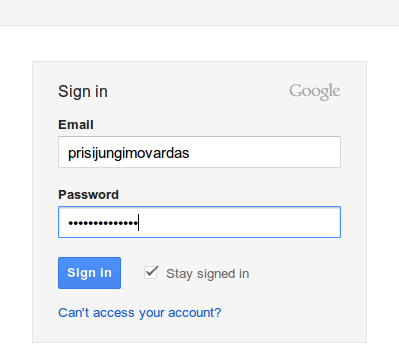 Sign in Google
Email
prisijungimovardas
Password
••••••••••••••
Sign in Stay signed in
Can't access your account?